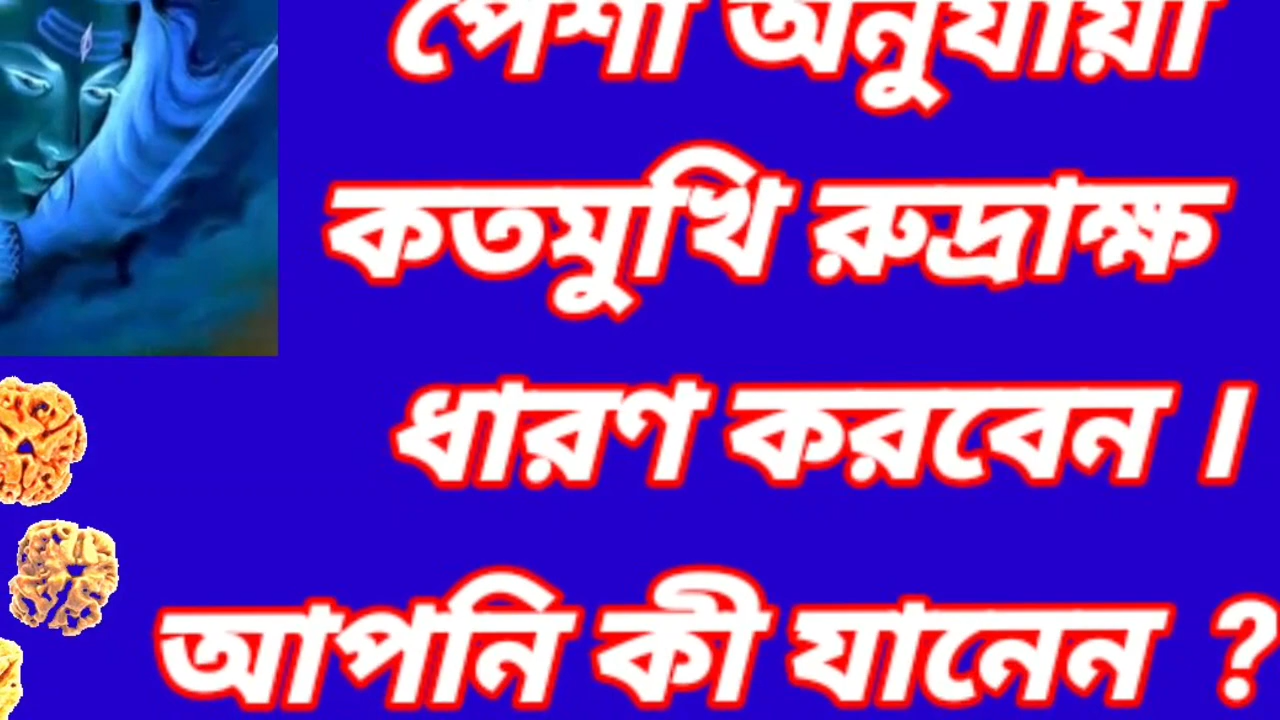 পেশা অনুযায়ী
কতমুখি রুদ্রাক্ষ
ধারণ করবেন ।
আপনি কী যানেন ?